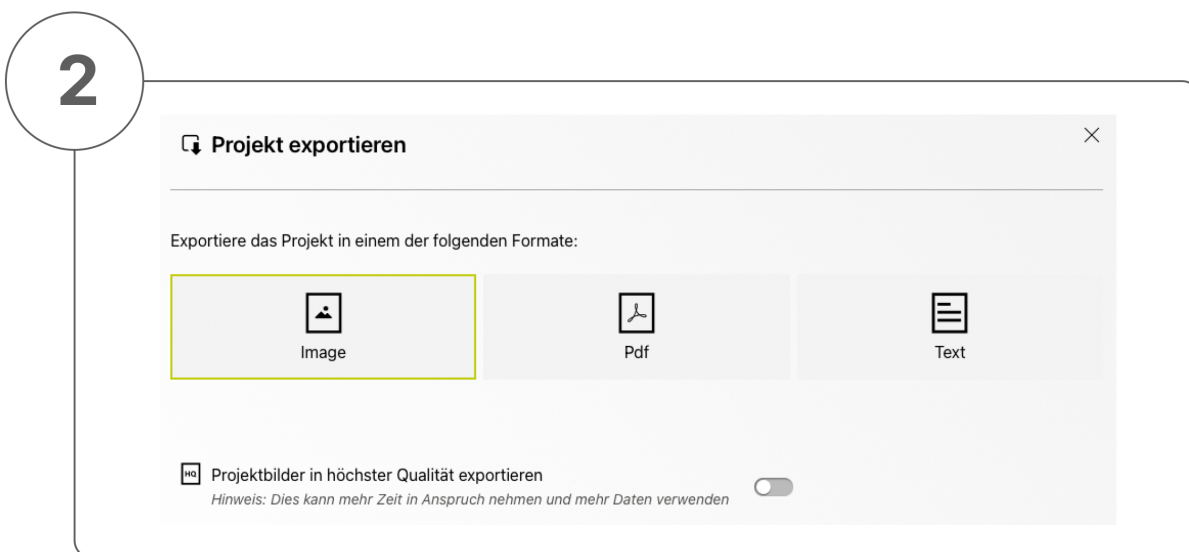 2
Projekt exportieren
Exportiere das Projekt in einem der folgenden Formate:
Image
Pdf
Text
HQ
Projektbilder in höchster Qualität exportieren
Hinweis: Dies kann mehr Zeit in Anspruch nehmen und mehr Daten verwenden